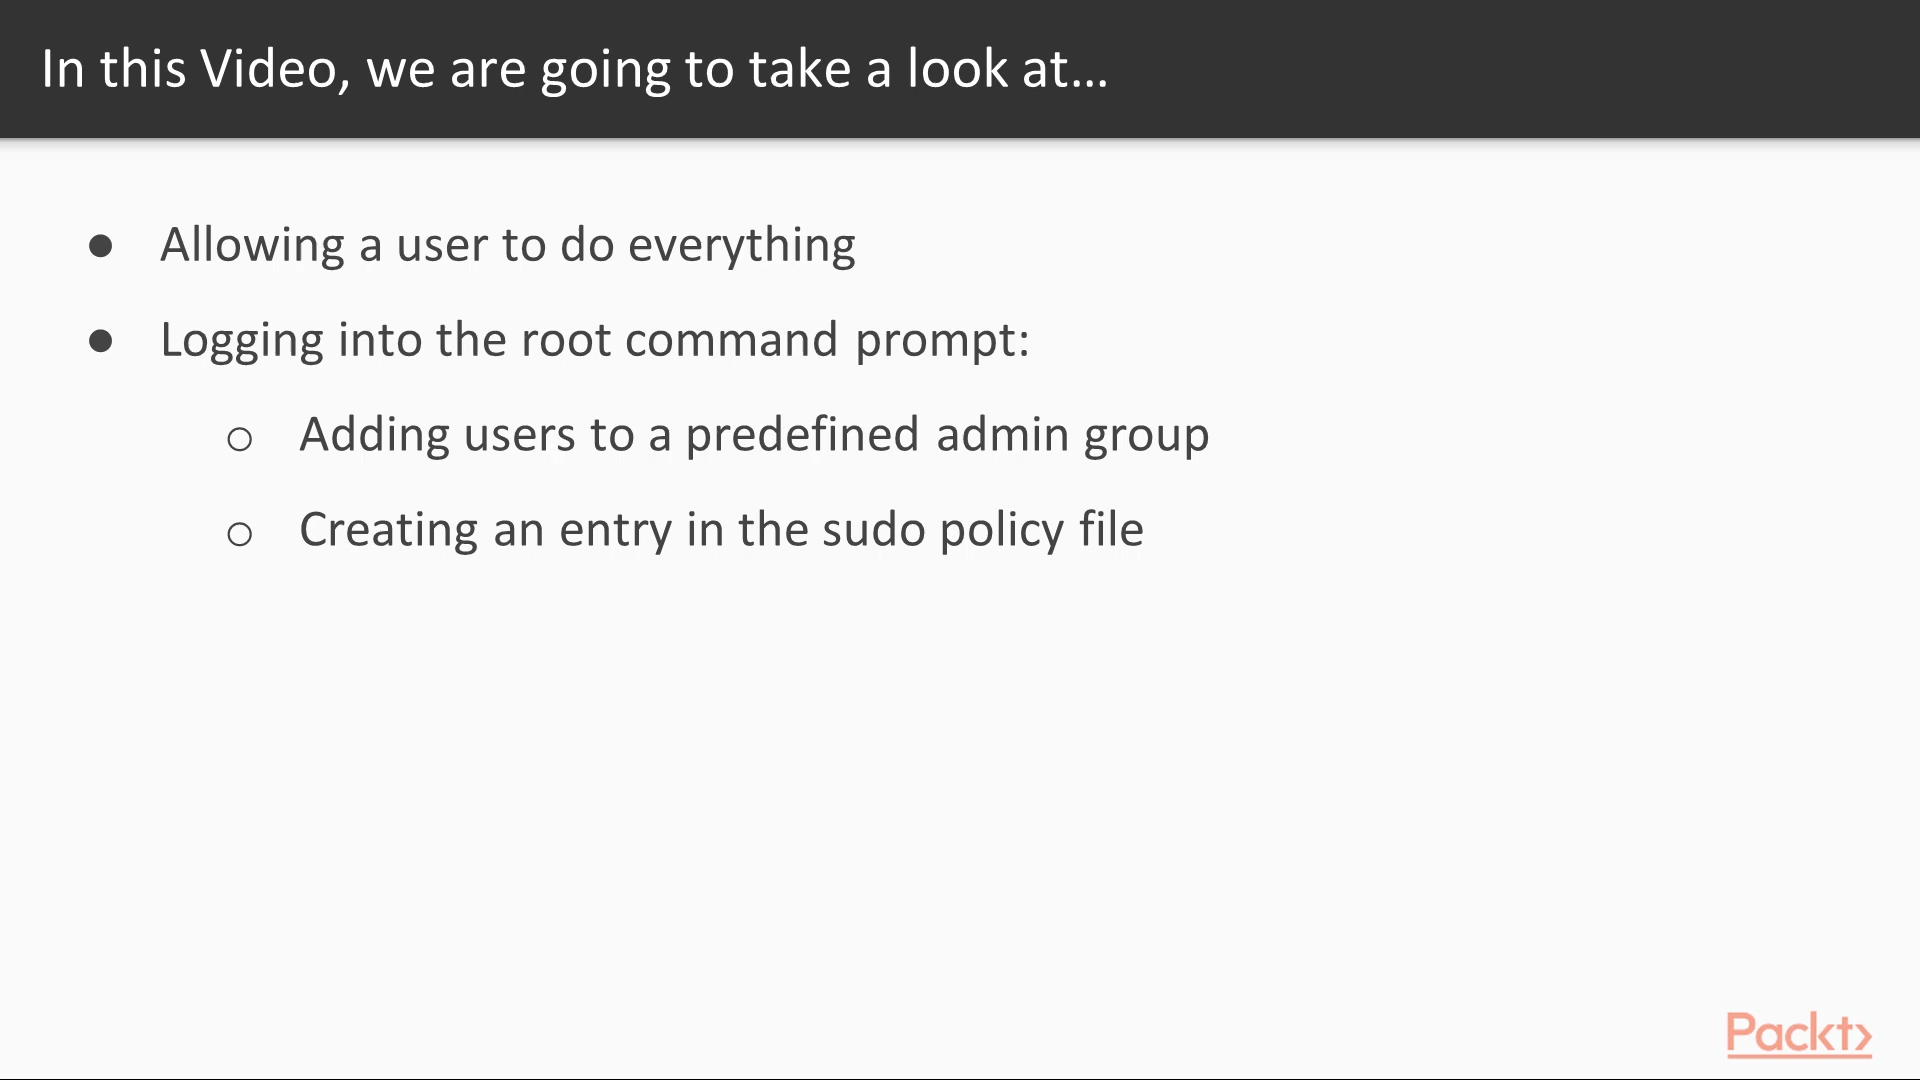 In this Video, we are going to take a look at...
● Allowing a user to do everything
● Logging into the root command prompt:
○ Adding users to a predefined admin group
○ Creating an entry in the sudo policy file
Packt>